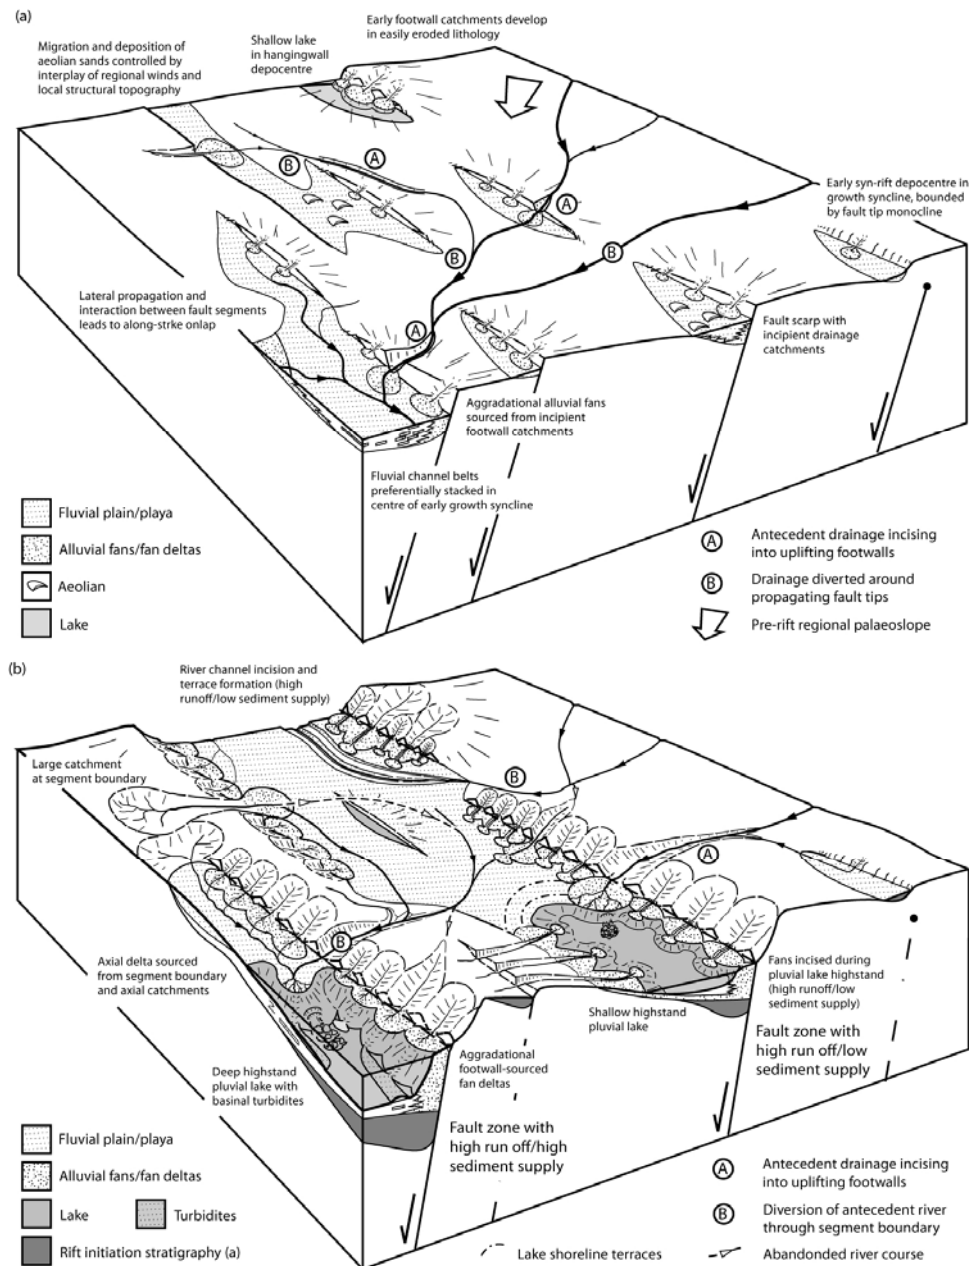 (a)
Early footwall catchments develop
in easily eroded lithology
Migration and deposition of
aeolian sands controlled by
interplay of regional winds and
local structural topography
Shallow lake
in hangingwall
depocentre
A
B
A
Early syn-rift depocentre in
growth syncline, bounded
by fault tip monocline
B
B
Lateral propagation and
interaction between fault segments
leads to along-strke onlap
A
Fault scarp with
incipient drainage
catchments
Aggradational alluvial fans
sourced from incipient
footwall catchments
Fluvial channel belts
preferentially stacked in
centre of early growth syncline
Fluvial plain/playa
Alluvial fans/fan deltas
Aeolian
Lake
A
Antecedent drainage incising
into uplifting footwalls
B
Drainage diverted around
propagating fault tips
Pre-rift regional palaeoslope
(b)
River channel incision and
terrace formation (high
runoff/low sediment supply)
Large catchment
at segment boundary
B
A
B
Axial delta sourced
from segment boundary
and axial catchments
Fans incised during
pluvial lake highstand
(high runoff/low
sediment supply)
Shallow highstand
pluvial lake
Fault zone with
high run off/low
sediment supply
Deep highstand
pluvial lake with
basinal turbidites
Aggradational
footwall-sourced
fan deltas
Fault zone with
high run off/high
sediment supply
Fluvial plain/playa
Alluvial fans/fan deltas
Lake
Turbidites
Rift initiation stratigraphy (a)
A
Antecedent drainage incising
into uplifting footwalls
B
Diversion of antecedent river
through segment boundary
Lake shoreline terraces
Abandonded river course